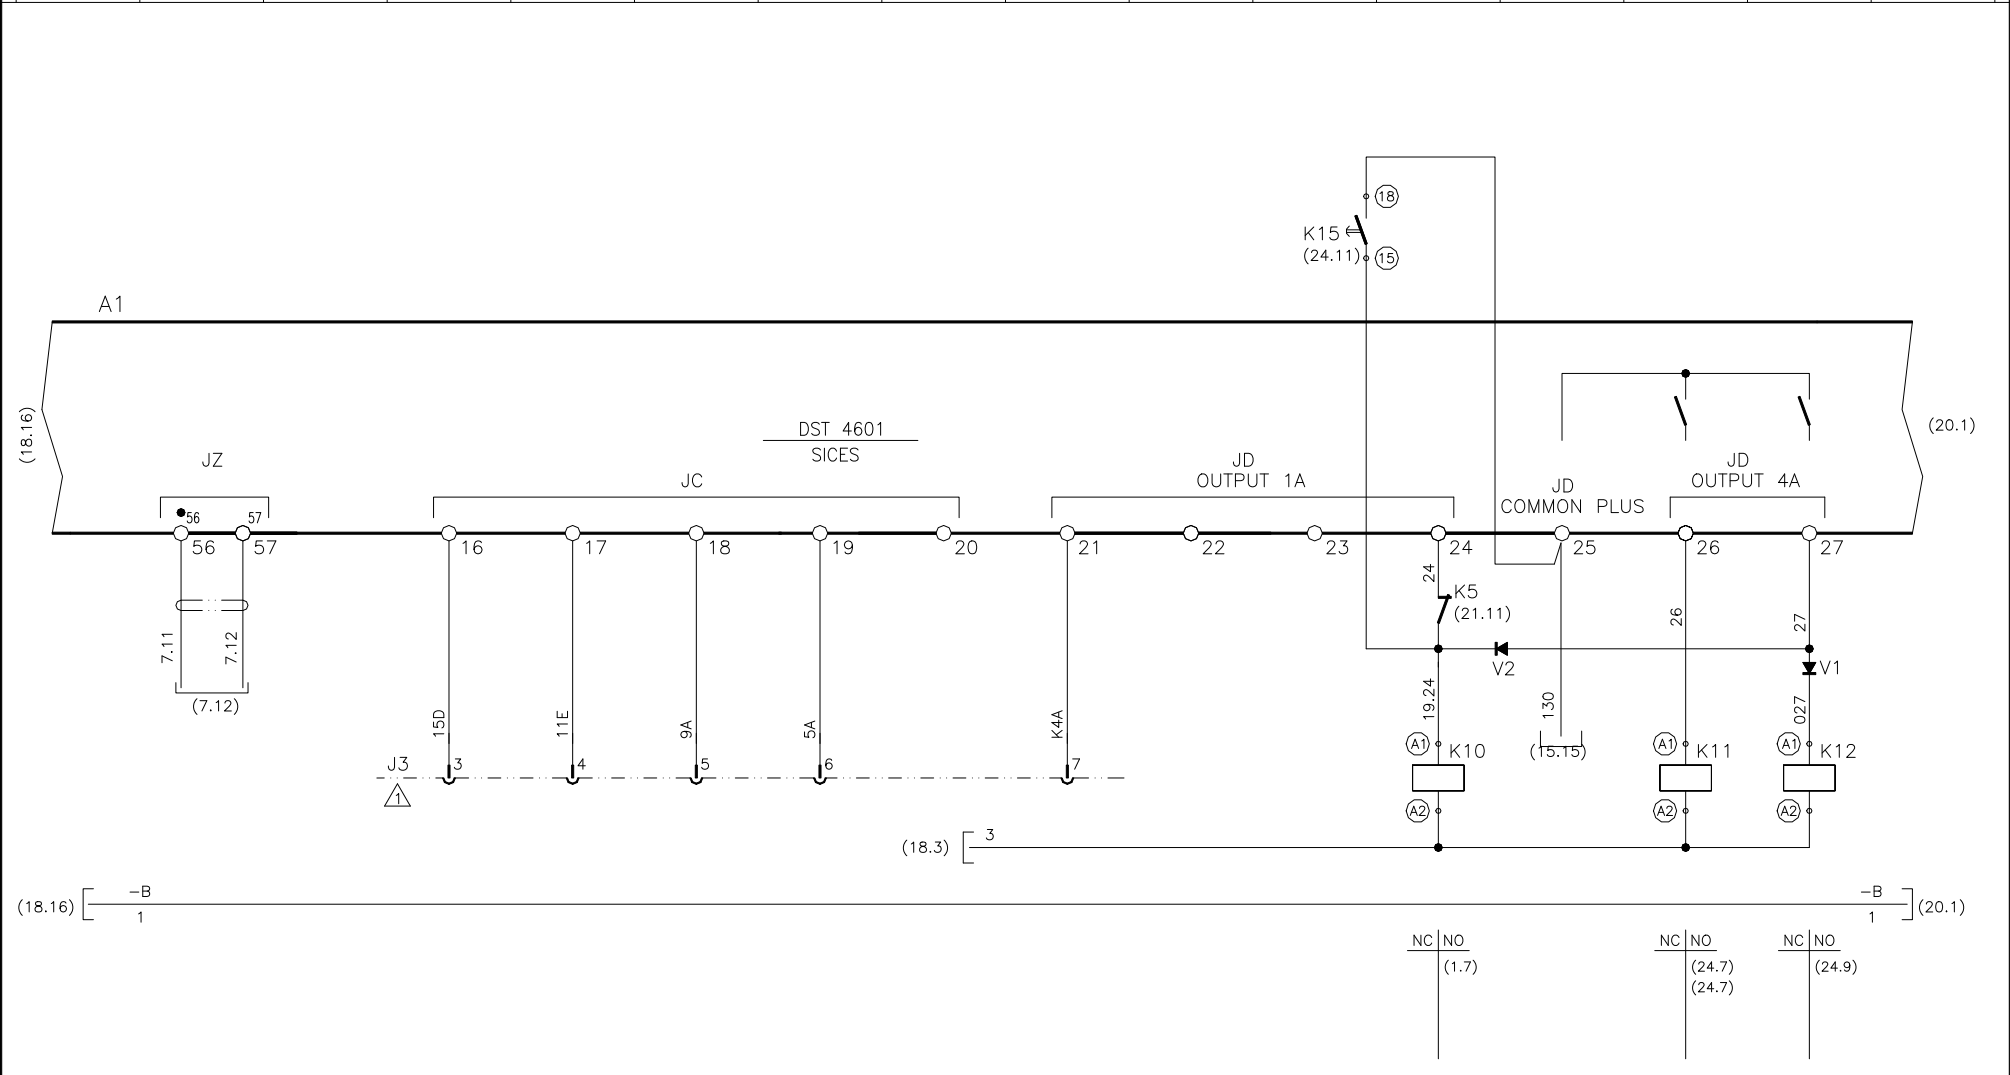 18
K15
(24.11)
15
A1
(18.16)
(20.1)
DST 4601
SICES
JZ
JC
JD
OUTPUT 1A
JD
COMMON PLUS
JD
OUTPUT 4A
56
57
56
57
16
17
18
19
20
21
22
23
24
25
26
27
24
K5
(21.11)
26
27
7.11
7.12
V2
V1
(7.12)
15D
11E
9A
5A
K4A
19.24
130
027
J3
1
3
4
5
6
7
A1
K10
(15.15)
A1
K11
A1
K12
A2
A2
A2
(18.3)
3
(18.16)
-B
1
-B
1
(20.1)
NC NO
(1.7)
NC NO
(24.7)
(24.7)
NC NO
(24.9)